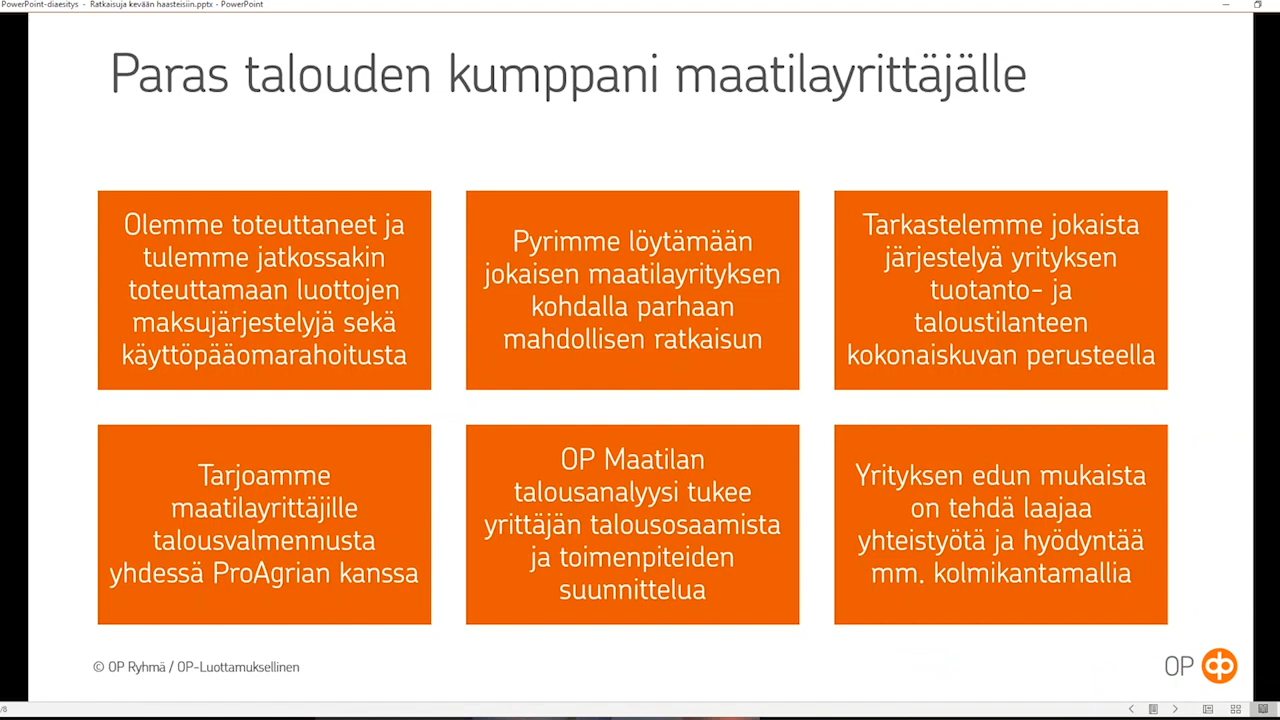 PowerPoint-diaesitys - Ratkaisuja kevään haasteisiin.pptx - PowerPoint
Paras talouden kumppani maatilayrittäjälle
Olemme toteuttaneet ja
tulemme jatkossakin
toteuttamaan luottojen
maksujärjestelyjä sekä
käyttöpääomarahoitusta
Pyrimme löytämään
jokaisen maatilayrityksen
kohdalla parhaan
mahdollisen ratkaisun
Tarkastelemme jokaista
järjestelyä yrityksen
tuotanto- ja
taloustilanteen
kokonaiskuvan perusteella
Tarjoamme
maatilayrittäjille
talousvalmennusta
yhdessä ProAgrian kanssa
OP Maatilan
talousanalyysi tukee
yrittäjän talousosaamista
ja toimenpiteiden
suunnittelua
Yrityksen edun mukaista
on tehdä laajaa
yhteistyötä ja hyödyntää
mm. kolmikantamallia
© OP Ryhmä / OP-Luottamuksellinen
OP
/8